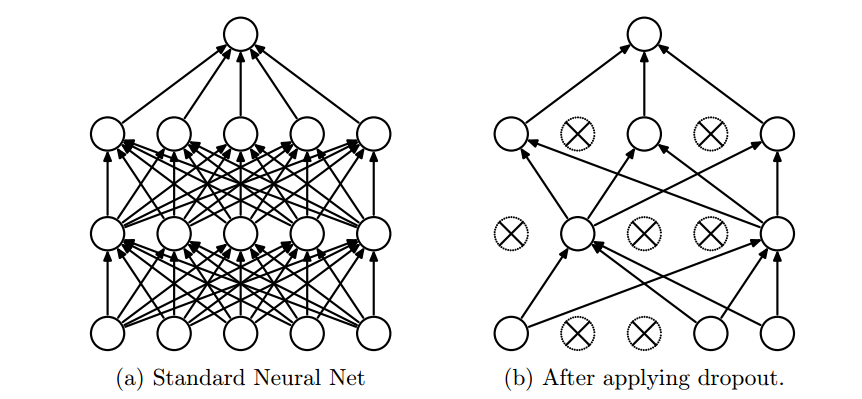 (a) Standard Neural Net
(b) After applying dropout.